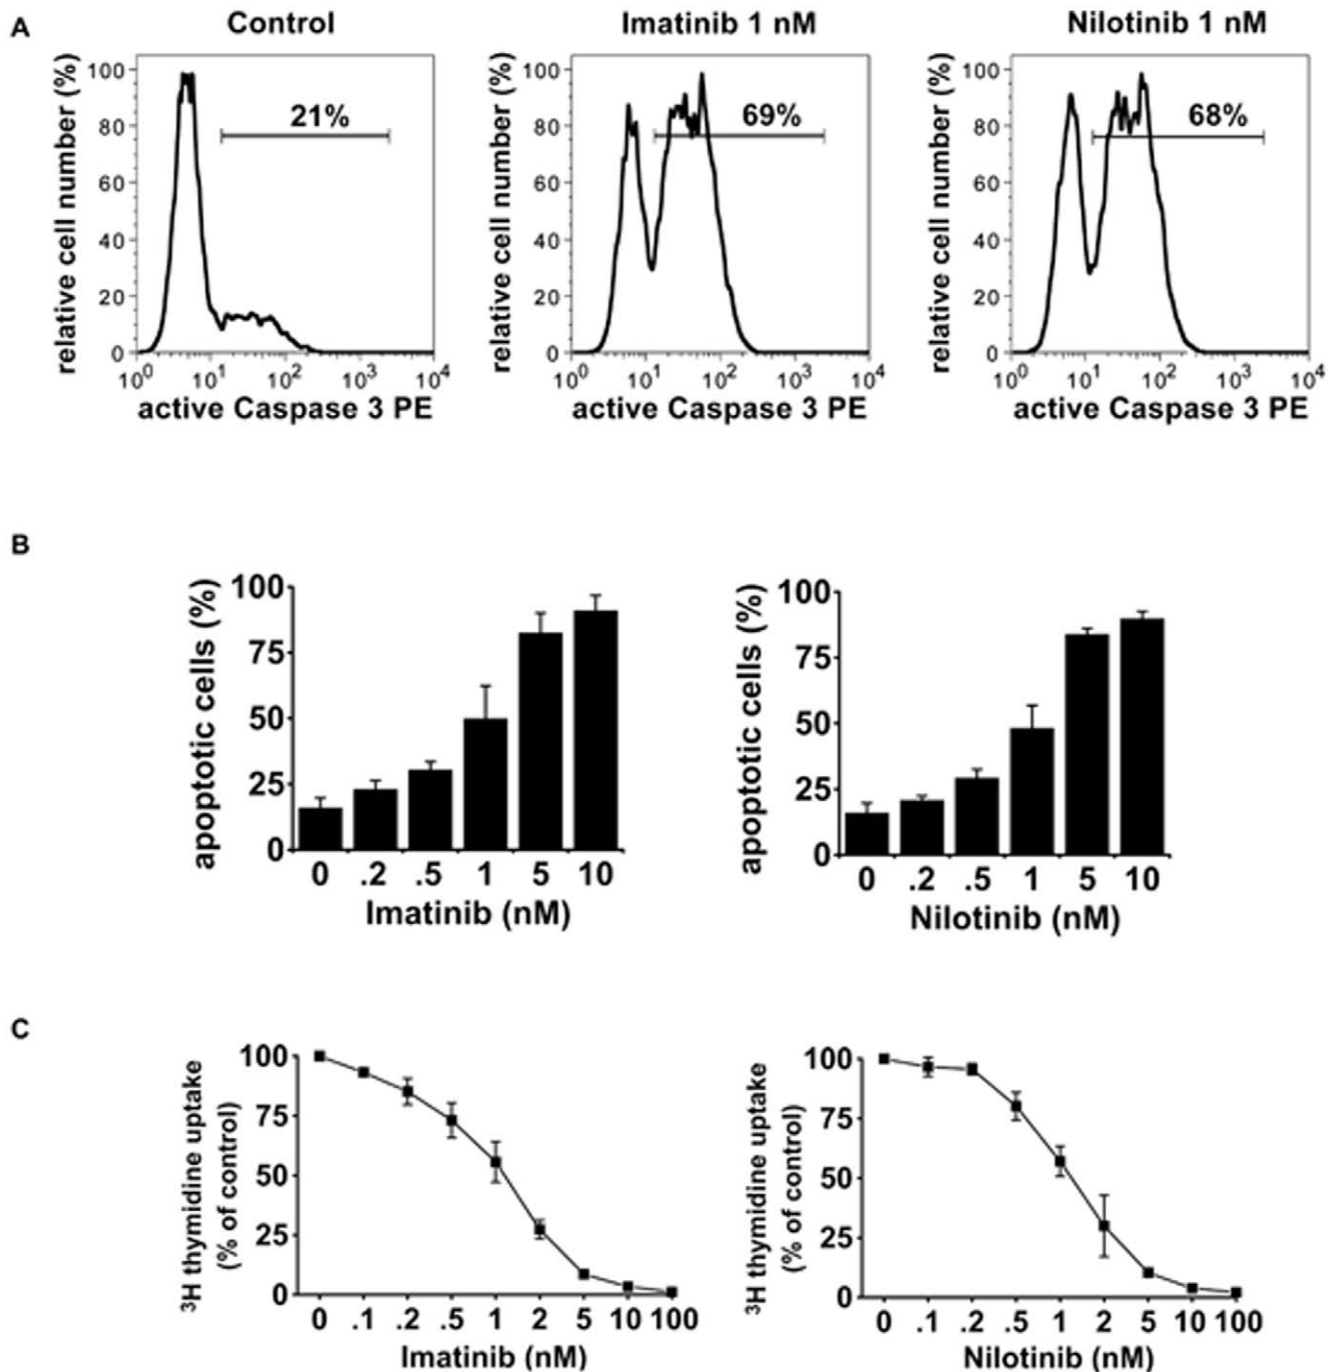 A
Control
Imatinib 1 nM
Nilotinib 1 nM
relative cell number (%)
100
80
60
40
20
0
21%
10⁰ 10¹ 10² 10³ 10⁴
active Caspase 3 PE
relative cell number (%)
100
80
60
40
20
0
69%
10⁰ 10¹ 10² 10³ 10⁴
active Caspase 3 PE
relative cell number (%)
100
80
60
40
20
0
68%
10⁰ 10¹ 10² 10³ 10⁴
active Caspase 3 PE
B
apoptotic cells (%)
100
75
50
25
0
0 .2 .5 1 5 10
Imatinib (nM)
apoptotic cells (%)
100
75
50
25
0
0 .2 .5 1 5 10
Nilotinib (nM)
C
³H thymidine uptake
(% of control)
100
75
50
25
0
0 .1 .2 .5 1 2 5 10 100
Imatinib (nM)
³H thymidine uptake
(% of control)
100
75
50
25
0
0 .1 .2 .5 1 2 5 10 100
Nilotinib (nM)